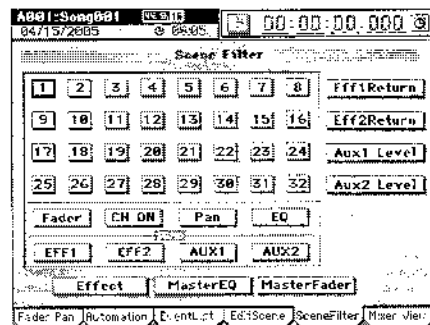 A001:Song001
04/15/2005 00:05
00:00:00.000
Scene Filter
1 2 3 4 5 6 7 8 Eff1Return
9 10 11 12 13 14 15 16 Eff2Return
17 18 19 20 21 22 23 24 Aux1 Level
25 26 27 28 29 30 31 32 Aux2 Level
Fader CH ON Pan EQ
EFF1 EFF2 AUX1 AUX2
Effect MasterEQ MasterFader
Fader Pan Automation EventList EditScene SceneFilter Mixer View